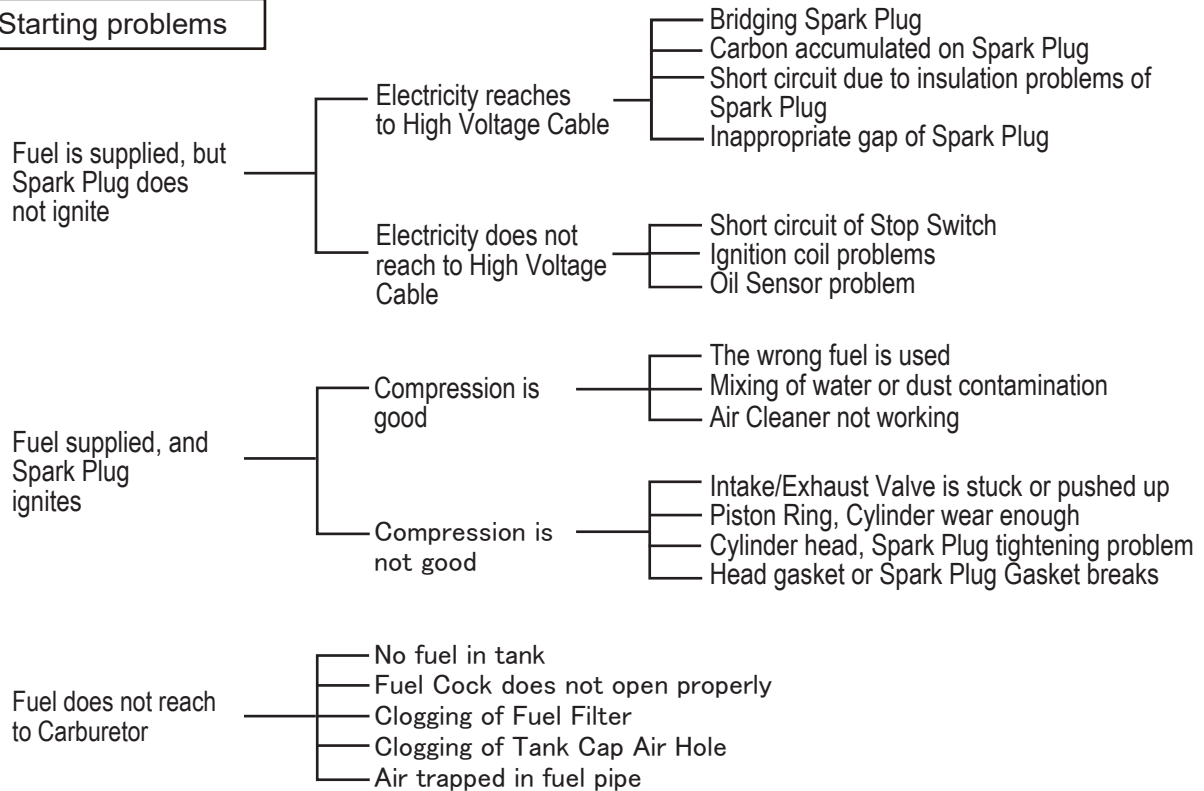 Starting problems
Fuel is supplied, but
Spark Plug does
not ignite
Electricity reaches
to High Voltage Cable
Bridging Spark Plug
Carbon accumulated on Spark Plug
Short circuit due to insulation problems of
Spark Plug
Inappropriate gap of Spark Plug
Electricity does not
reach to High Voltage
Cable
Short circuit of Stop Switch
Ignition coil problems
Oil Sensor problem
Fuel supplied, and
Spark Plug
ignites
Compression is
good
The wrong fuel is used
Mixing of water or dust contamination
Air Cleaner not working
Compression is
not good
Intake/Exhaust Valve is stuck or pushed up
Piston Ring, Cylinder wear enough
Cylinder head, Spark Plug tightening problem
Head gasket or Spark Plug Gasket breaks
Fuel does not reach
to Carburetor
No fuel in tank
Fuel Cock does not open properly
Clogging of Fuel Filter
Clogging of Tank Cap Air Hole
Air trapped in fuel pipe